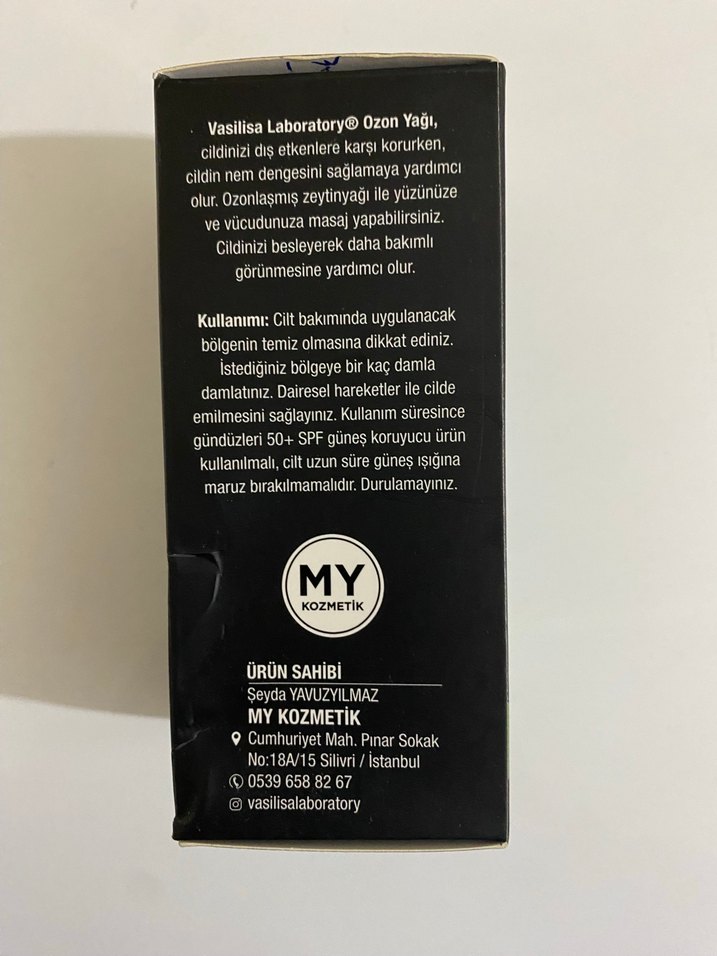 Vasilisa Laboratory® Ozon Yağı,
cildinizi dış etkenlere karşı korurken,
cildin nem dengesini sağlamaya yardımcı
olur. Ozonlaşmış zeytinyağı ile yüzünüze
ve vücudunuza masaj yapabilirsiniz.
Cildinizi besleyerek daha bakımlı
görünmesine yardımcı olur.
Kullanımı: Cilt bakımında uygulanacak
bölgenin temiz olmasına dikkat ediniz.
İstediğiniz bölgeye bir kaç damla
damlatınız. Dairesel hareketler ile cilde
emilmesini sağlayınız. Kullanım süresince
gündüzleri 50+ SPF güneş koruyucu ürün
kullanılmalı, cilt uzun süre güneş ışığına
maruz bırakılmamalıdır. Durulamayınız.
MY
KOZMETİK
ÜRÜN SAHİBİ
Şeyda YAVUZYILMAZ
MY KOZMETİK
Cumhuriyet Mah. Pınar Sokak
No:18A/15 Silivri / İstanbul
0539 658 82 67
vasilisalaboratory